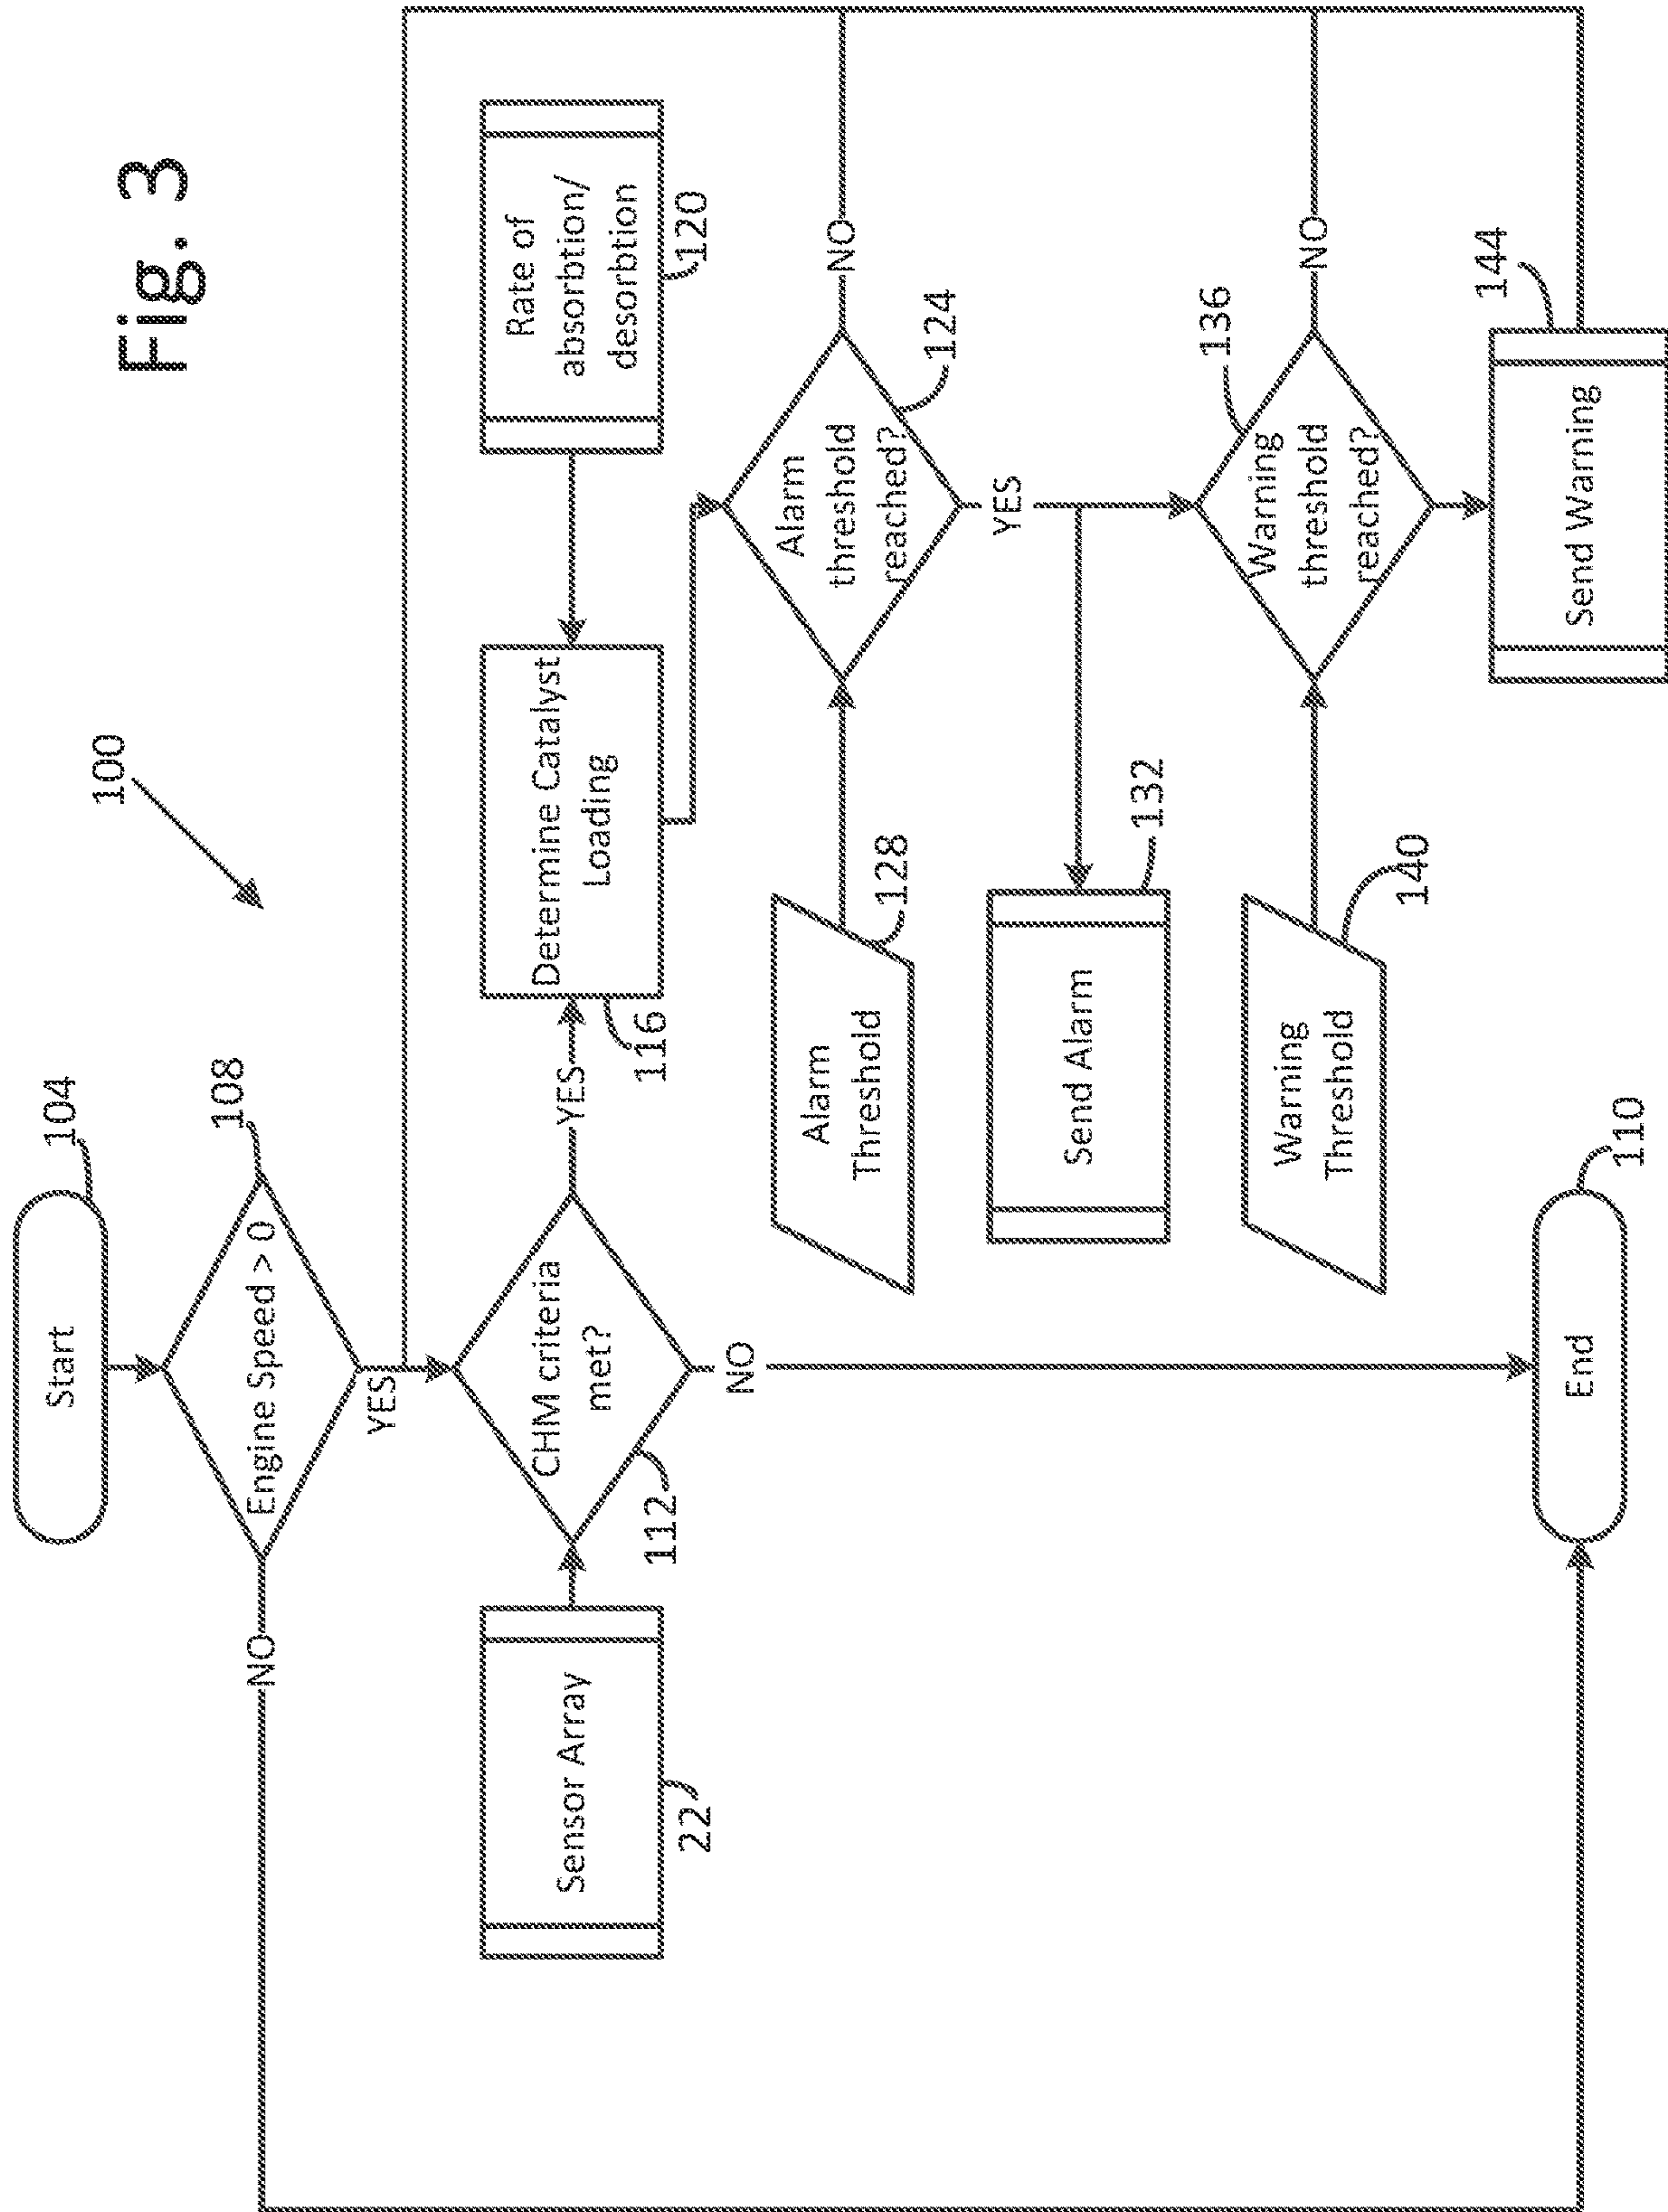 Fig. 3
100
Start
104
Engine Speed > 0
108
NO
YES
Sensor Array
22
CHM criteria
met?
112
YES
NO
Determine Catalyst
Loading
116
Rate of
absorbtion/
desorbtion
120
Alarm
Threshold
128
Alarm
threshold
reached?
124
NO
YES
Send Alarm
132
Warning
Threshold
140
Warning
threshold
reached?
136
NO
End
110
Send Warning
144